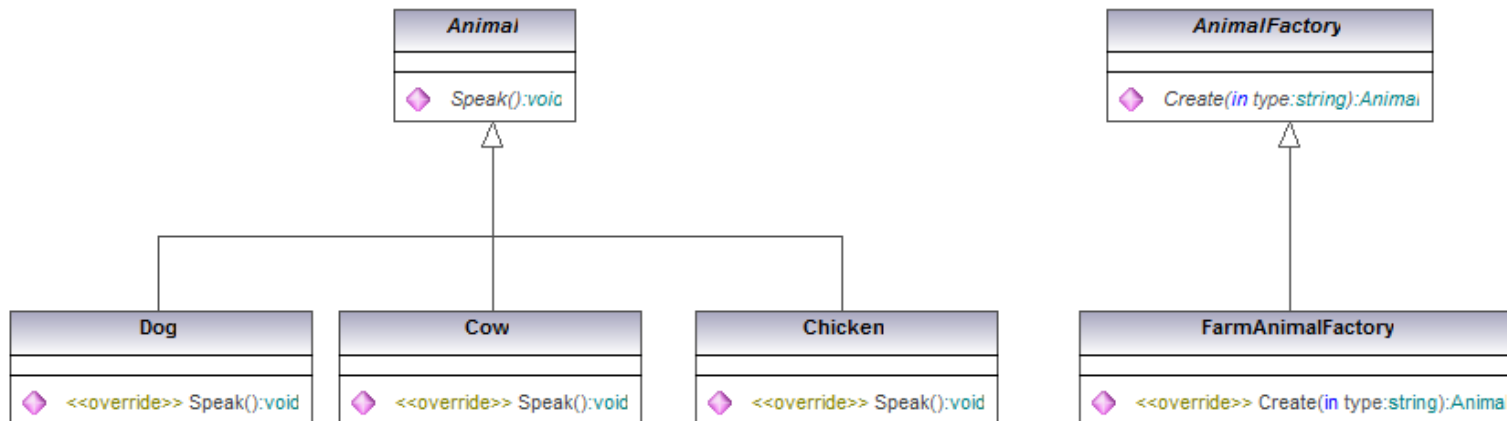 Animal
Speak():void
AnimalFactory
Create(in type:string):Animal
Dog
<<override>> Speak():void
Cow
<<override>> Speak():void
Chicken
<<override>> Speak():void
FarmAnimalFactory
<<override>> Create(in type:string):Animal